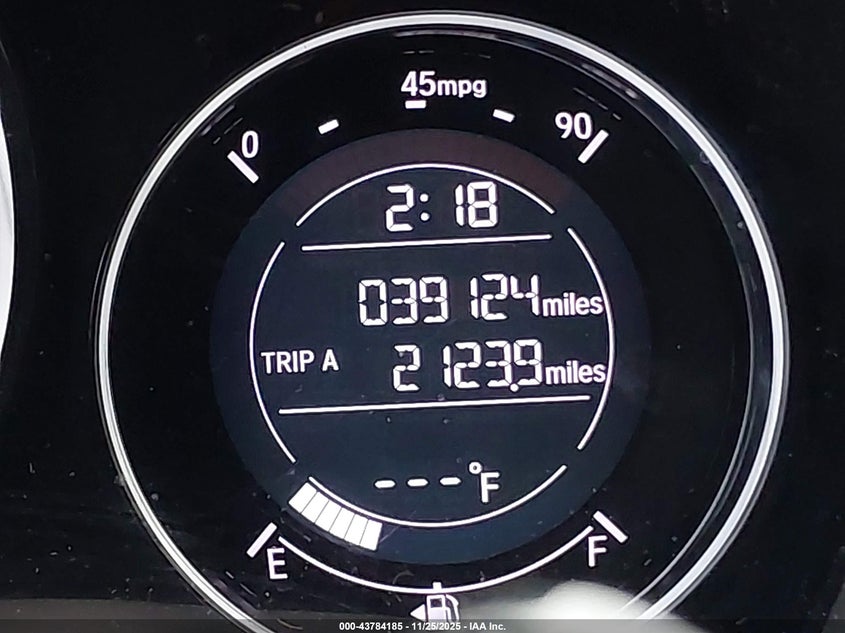 45mpg
0
90
2:18
039124miles
TRIP A 2123.9miles
---°F
E
F
000-43784185 - 11/25/2025 - IAA Inc.